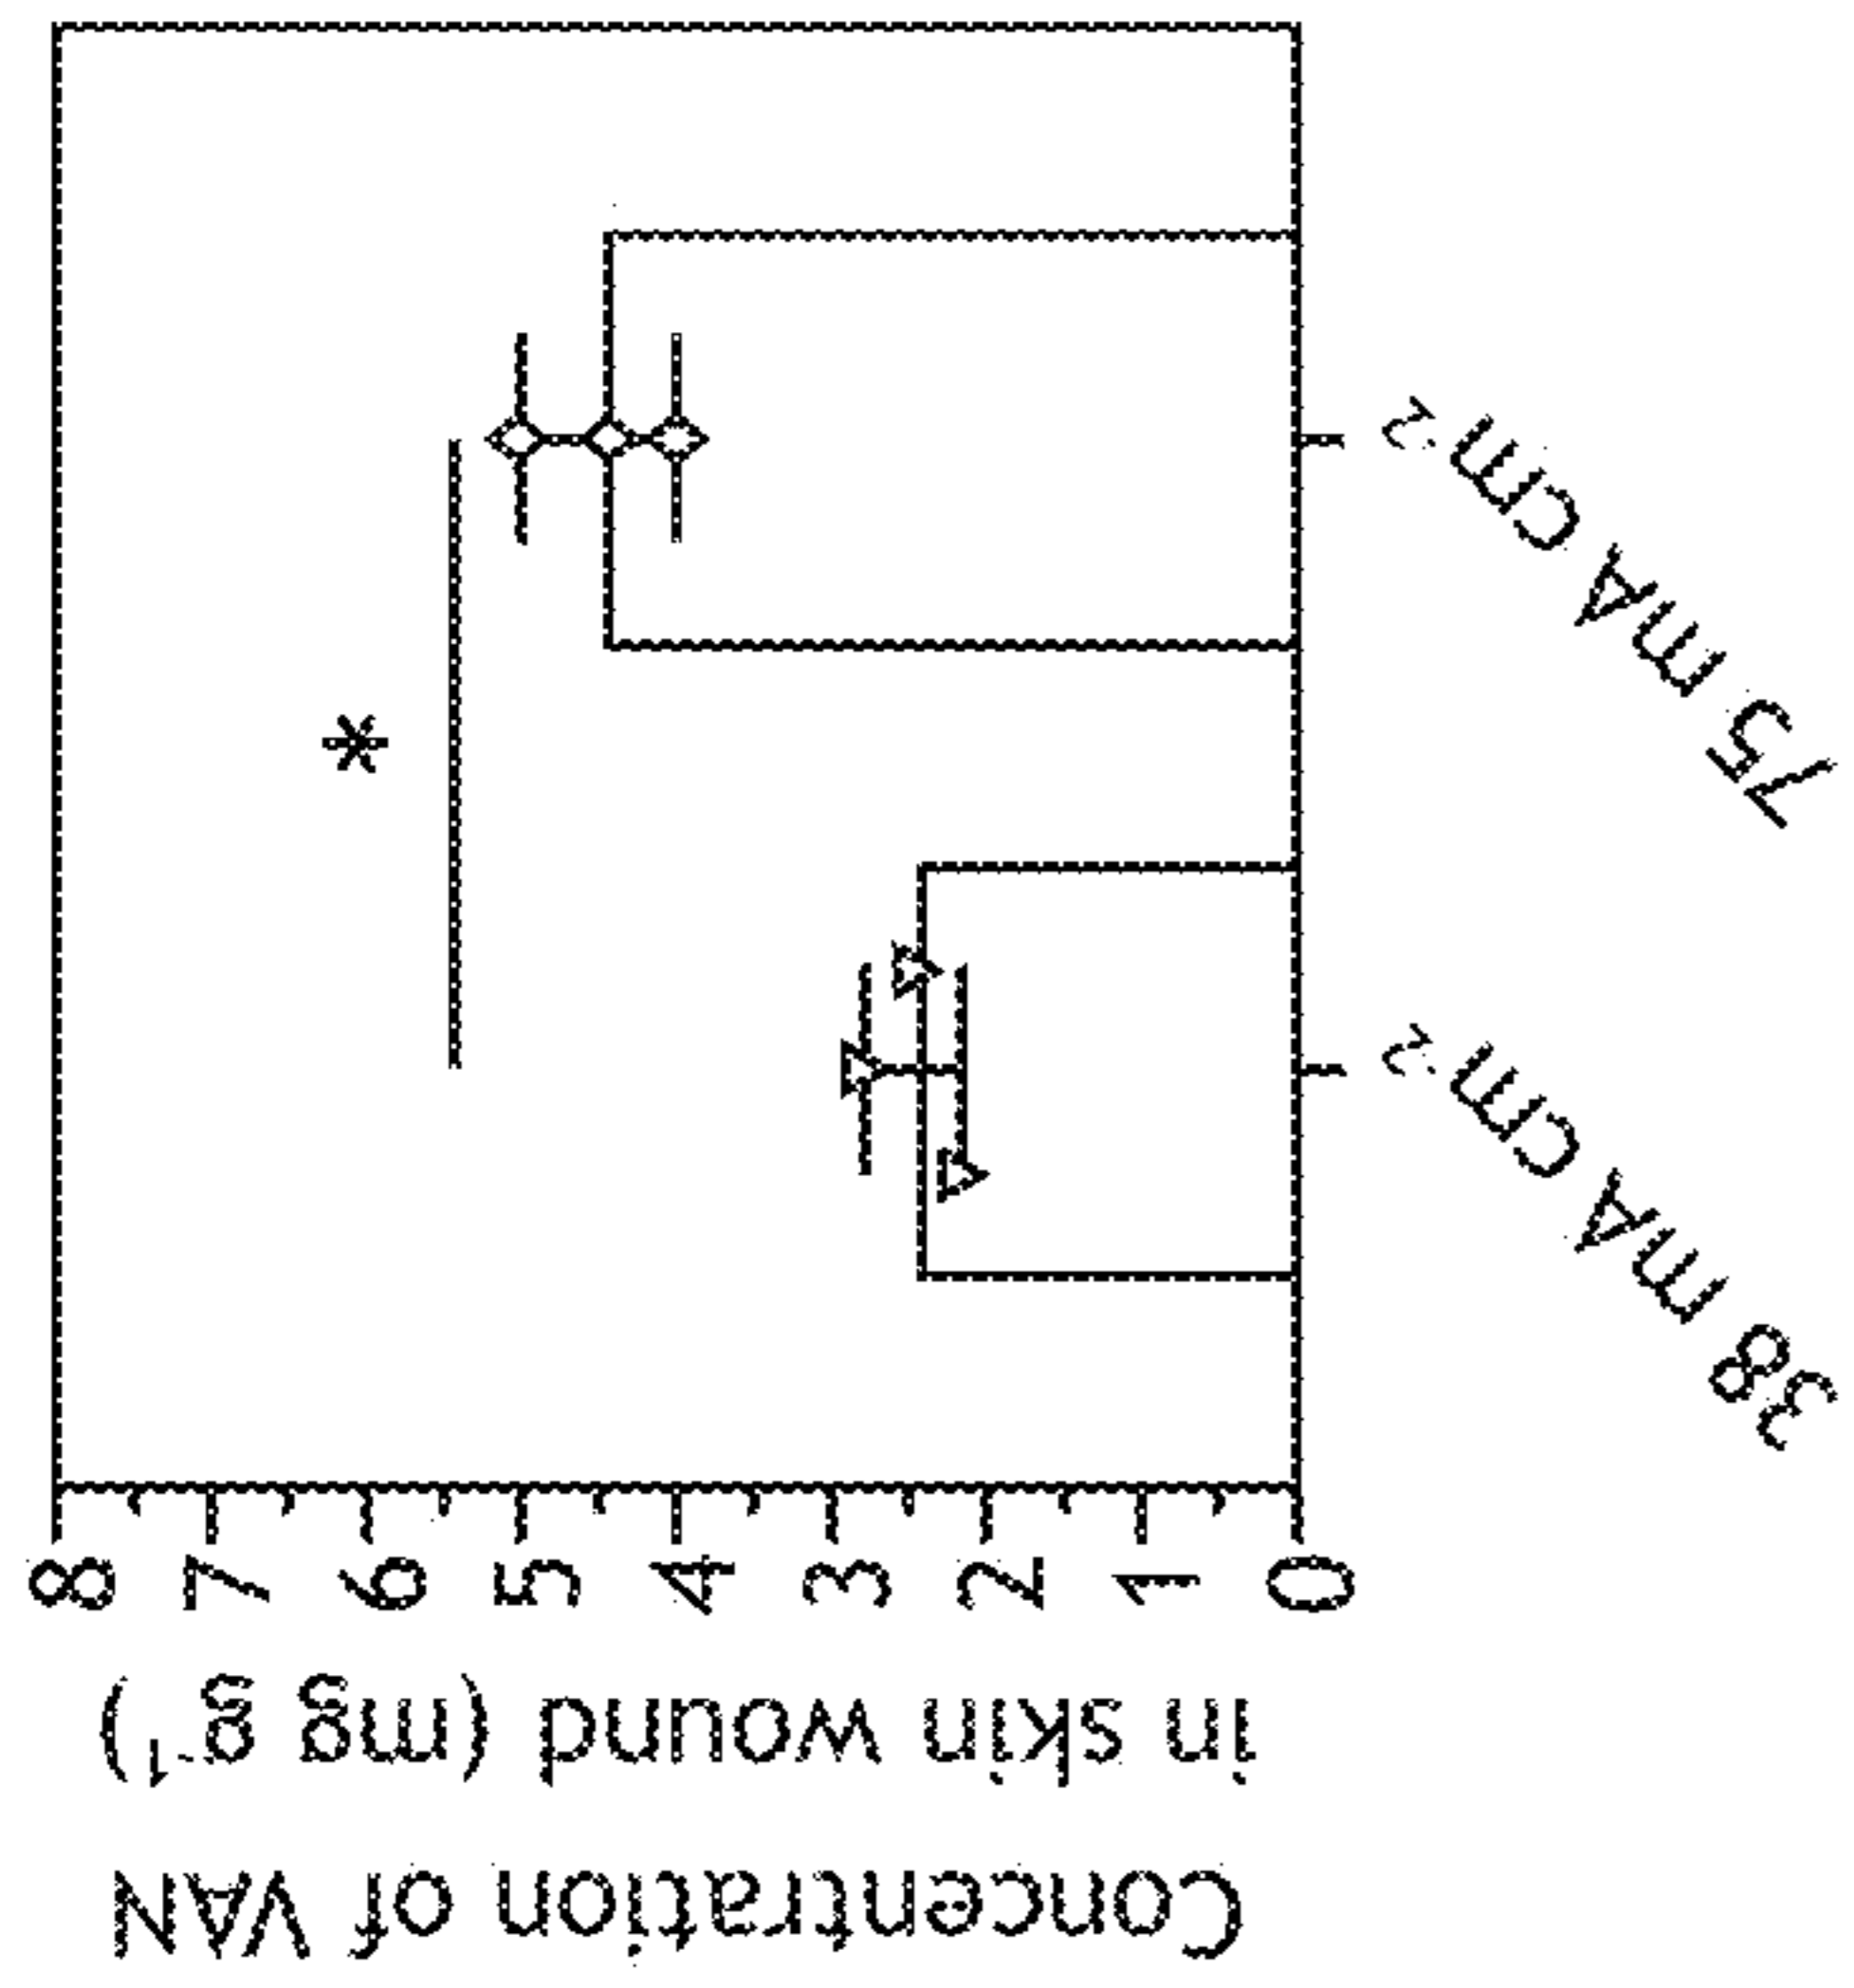 Concentration of VAN
in skin wound (mg g⁻¹)
8
7
6
5
4
3
2
1
0
*
38 mA cm⁻²
75 mA cm⁻²